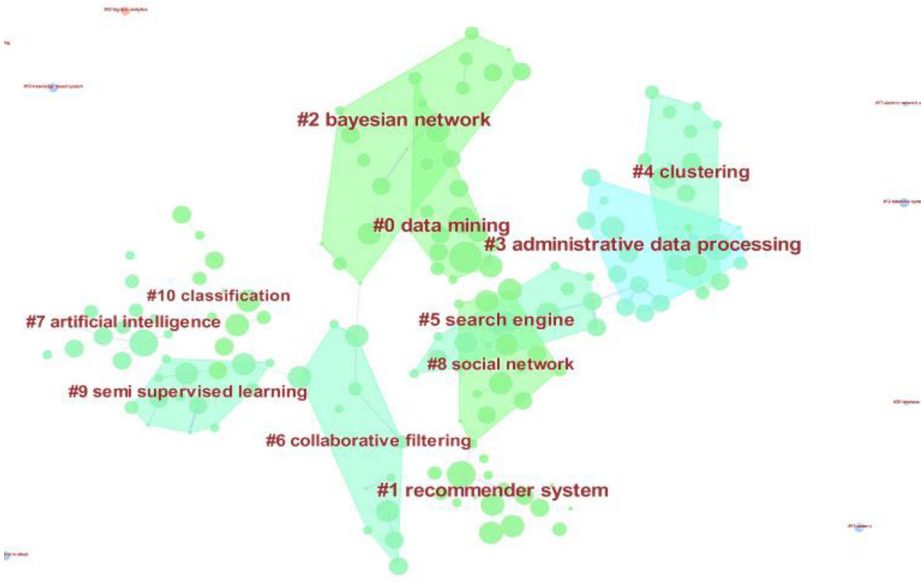 #2 bayesian network
#4 clustering
#0 data mining
#3 administrative data processing
#10 classification
#7 artificial intelligence
#5 search engine
#8 social network
#9 semi supervised learning
#6 collaborative filtering
#1 recommender system